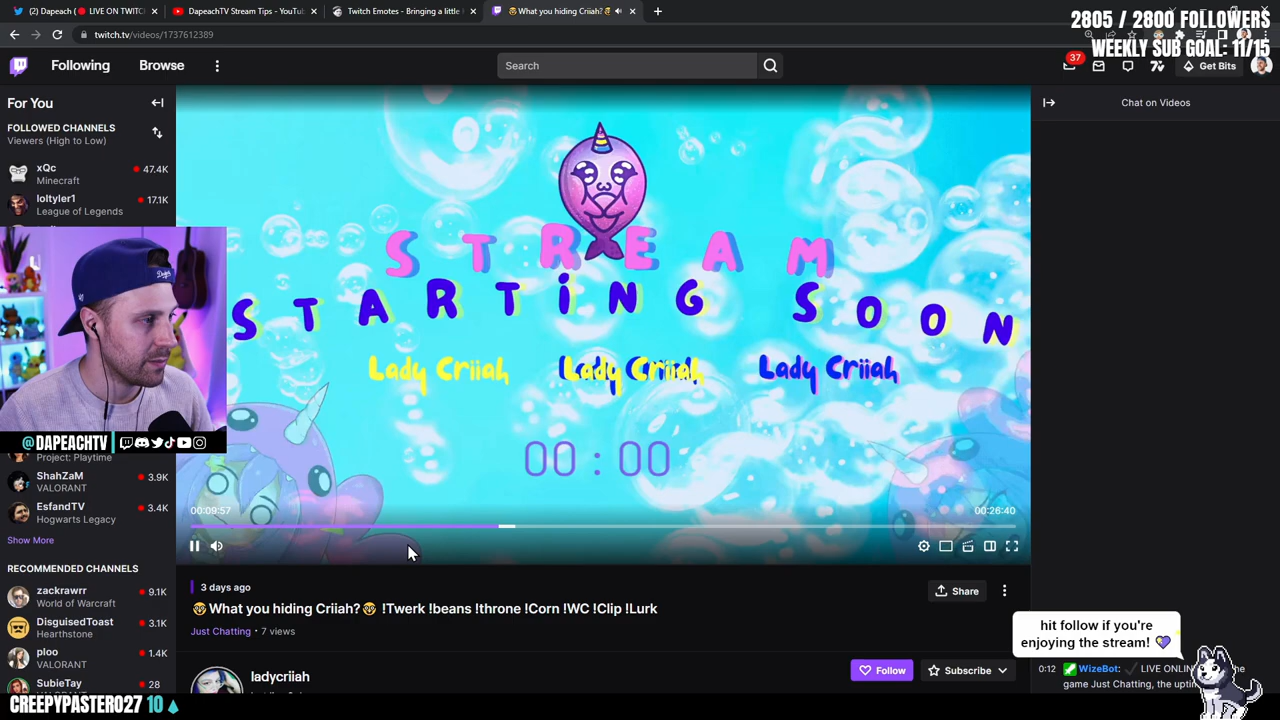 (2) Dapeach (🔴 LIVE ON TWITC
DapeachTV Stream Tips - YouTu
Twitch Emotes - Bringing a little
🤓What you hiding Criiah? 🤓
twitch.tv/videos/1737612389
2805 / 2800 FOLLOWERS
WEEKLY SUB GOAL: 11/15
Following
Browse
Search
37
Get Bits
For You
FOLLOWED CHANNELS
Viewers (High to Low)
xQc
47.4K
Minecraft
loltyler1
17.1K
League of Legends
Project: Playtime
ShahZaM
3.9K
VALORANT
EsfandTV
3.4K
Hogwarts Legacy
Show More
RECOMMENDED CHANNELS
zackrawrr
9.1K
World of Warcraft
DisguisedToast
3.1K
Hearthstone
ploo
1.4K
VALORANT
SubieTay
28
VALORANT
@DAPEACHTV
CREEPYPASTER027 10
STREAM
STARTING SOON
Lady Criiah Lady Criiah Lady Criiah
00:00
00:09:57
00:26:40
3 days ago
🤓What you hiding Criiah?🤓 !Twerk !beans !throne !Corn !WC !Clip !Lurk
Just Chatting • 7 views
Share
ladycriiah
Follow
Subscribe
Chat on Videos
hit follow if you're
enjoying the stream!
0:12 WizeBot: LIVE ONLIN
game Just Chatting, the